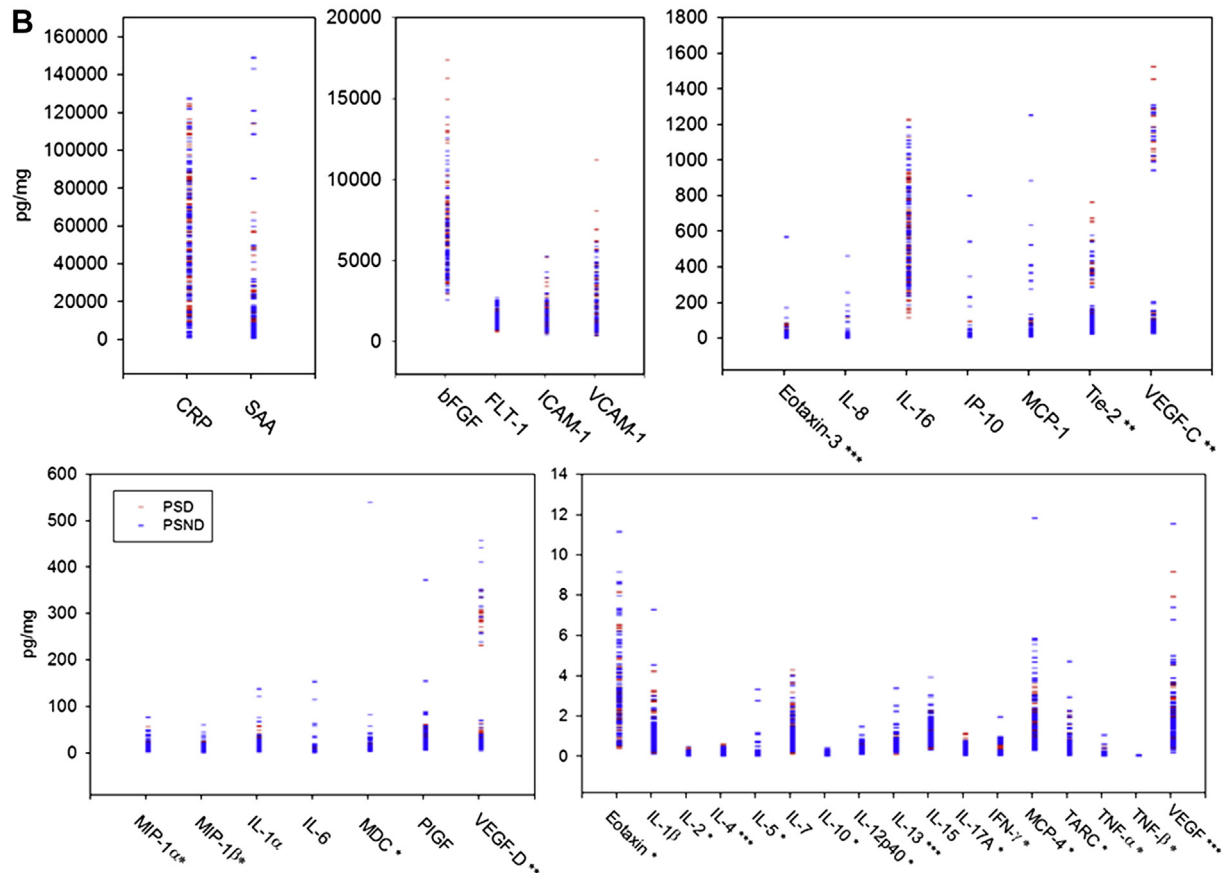 B
160000
140000
120000
100000
80000
60000
40000
20000
0
pg/mg
CRP
SAA
20000
15000
10000
5000
0
bFGF
FLT-1
ICAM-1
VCAM-1
1800
1600
1400
1200
1000
800
600
400
200
0
Eotaxin-3 ***
IL-8
IL-16
IP-10
MCP-1
Tie-2 **
VEGF-C **
600
500
400
300
200
100
0
pg/mg
PSD
PSND
MIP-1α*
MIP-1β*
IL-1α
IL-6
MDC *
PIGF
VEGF-D **
14
12
10
8
6
4
2
0
Eotaxin *
IL-1β
IL-2 *
IL-4 ***
IL-5 *
IL-7
IL-10 *
IL-12p40 *
IL-13 ***
IL-15
IL-17A *
IFN-γ *
MCP-4 *
TARC *
TNF-α *
TNF-β *
VEGF ***